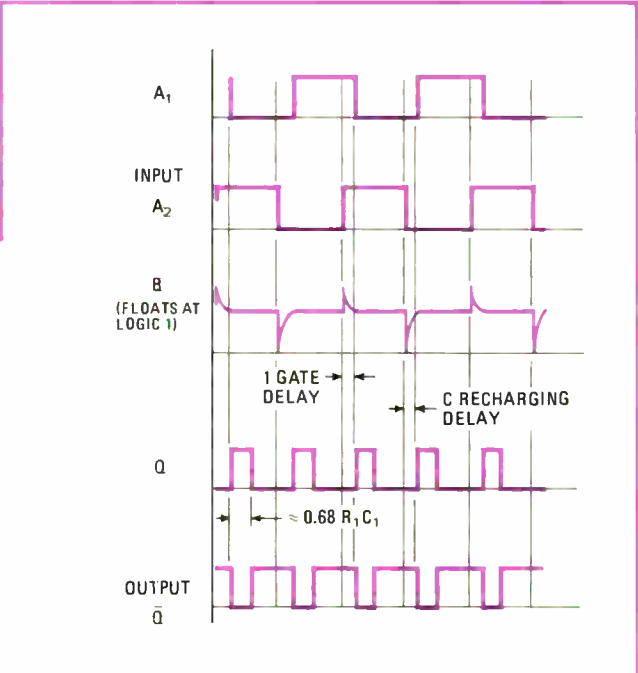 A₁
INPUT
A₂
B
(FLOATS AT
LOGIC 1)
1 GATE
DELAY
C RECHARGING
DELAY
Q
≈ 0.68 R₁C₁
OUTPUT
Q̅